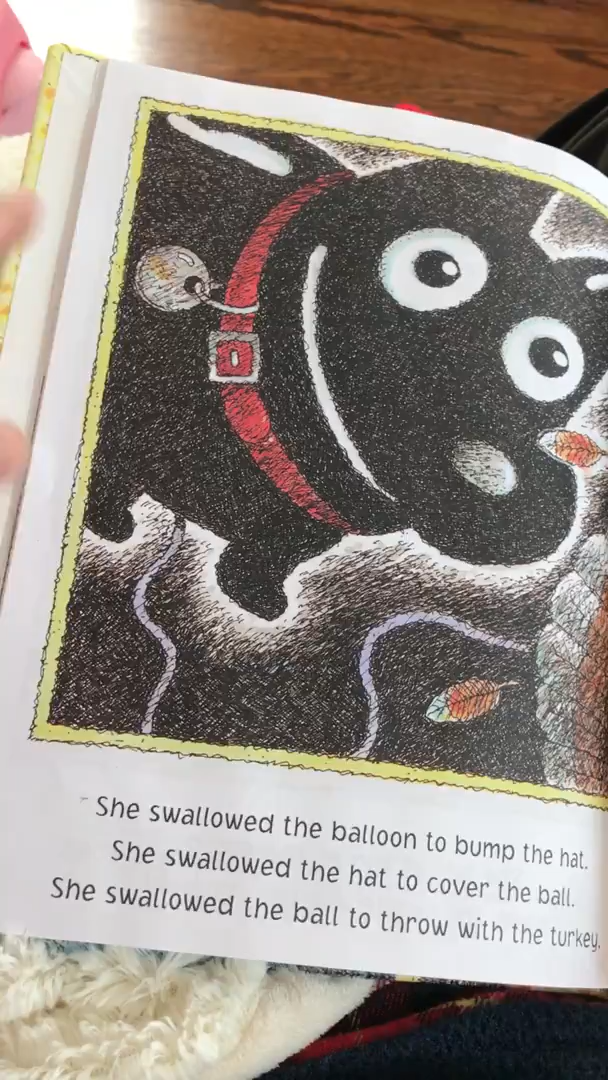 She swallowed the balloon to bump the hat.
She swallowed the hat to cover the ball.
She swallowed the ball to throw with the turkey.